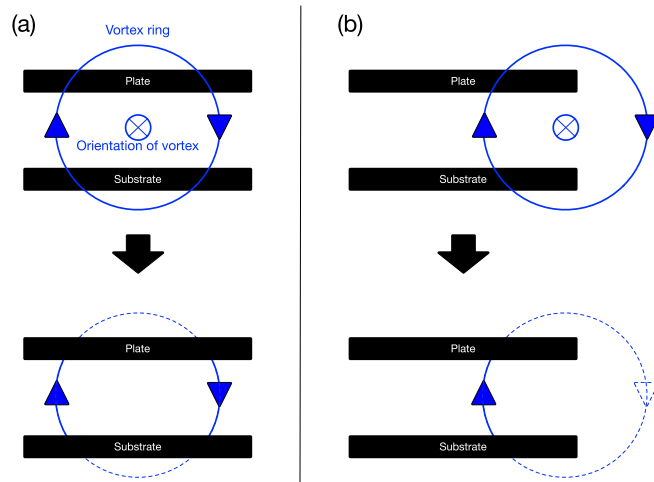 (a)
Vortex ring
Plate
Orientation of vortex
Substrate
Plate
Substrate
(b)
Plate
Substrate
Plate
Substrate